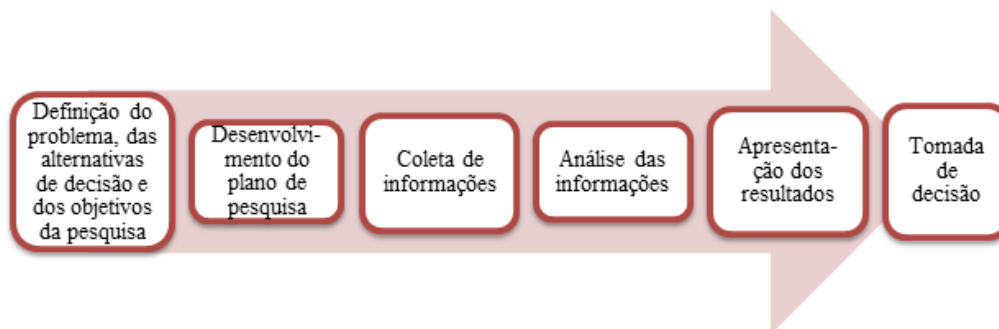 Definição do
problema, das
alternativas
de decisão e
dos objetivos
da pesquisa
Desenvolvi-
mento do
plano de
pesquisa
Coleta de
informações
Análise das
informações
Apresenta-
ção dos
resultados
Tomada
de
decisão